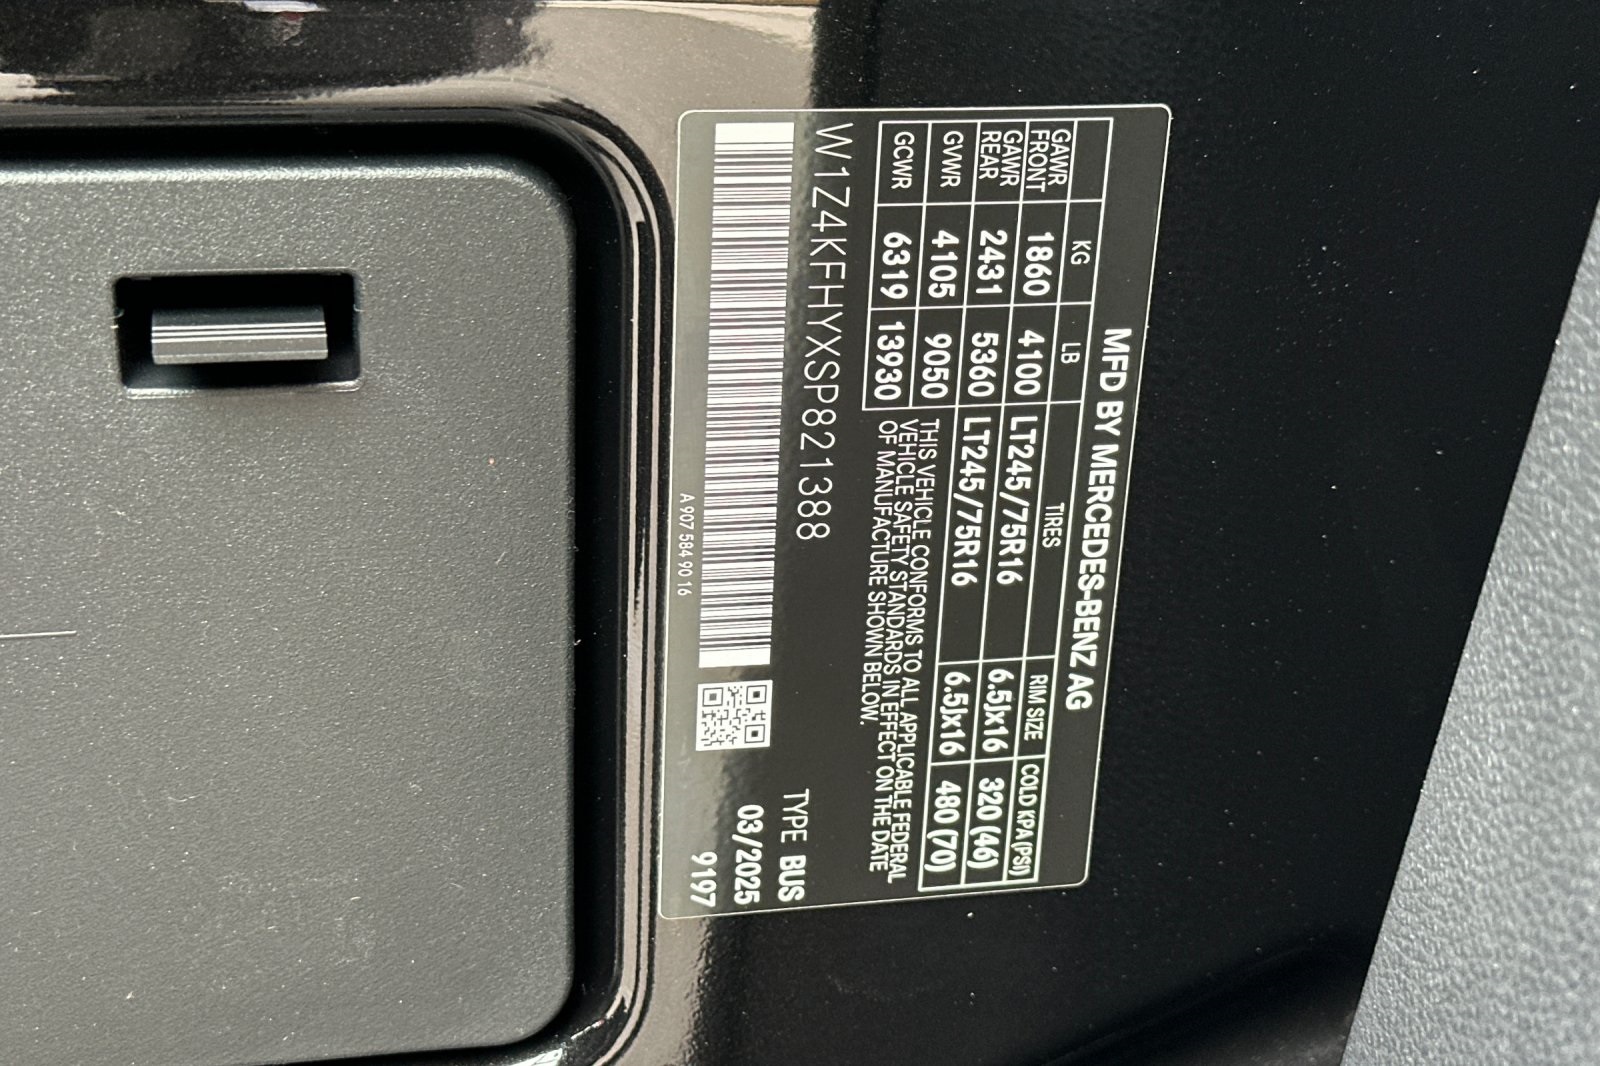 MFD BY MERCEDES-BENZ AG
KG LB TIRES RIM SIZE COLD KPA (PSI)
GAWR FRONT 1860 4100 LT245/75R16 6.5Jx16 320 (46)
GAWR REAR 2431 5360 LT245/75R16 6.5Jx16 480 (70)
GVWR 4105 9050
GCWR 6319 13930
THIS VEHICLE CONFORMS TO ALL APPLICABLE FEDERAL
VEHICLE SAFETY STANDARDS IN EFFECT ON THE DATE
OF MANUFACTURE SHOWN BELOW.
W1Z4KFHYXSP821388
TYPE BUS
03/2025
9197
A 907 584 90 16